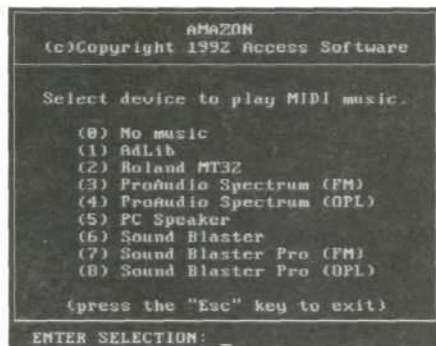 AMAZON
(c)Copyright 1992 Access Software
Select device to play MIDI music.
(0) No music
(1) AdLib
(2) Roland MT32
(3) ProAudio Spectrum (FM)
(4) ProAudio Spectrum (OPL)
(5) PC Speaker
(6) Sound Blaster
(7) Sound Blaster Pro (FM)
(8) Sound Blaster Pro (OPL)
(press the "Esc" key to exit)
ENTER SELECTION: _